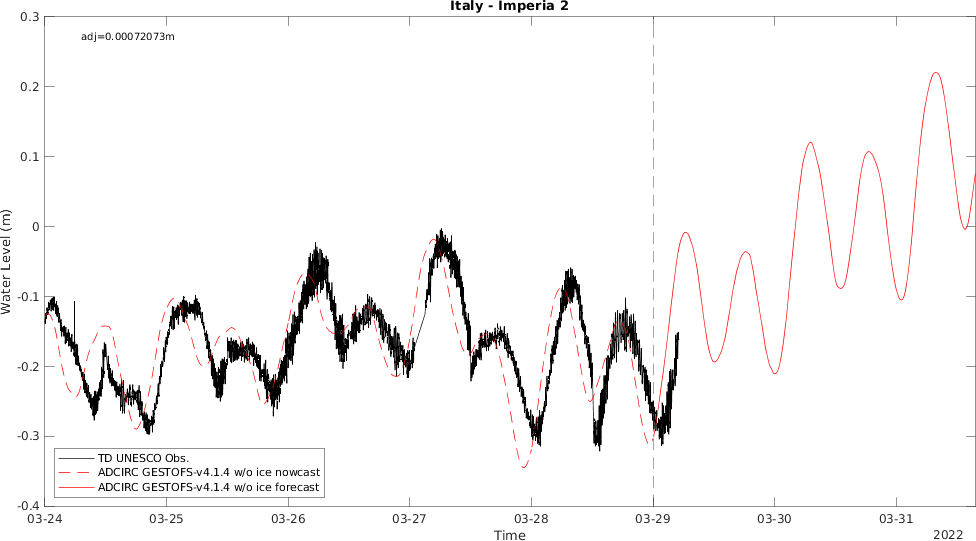 Italy - Imperia 2
adj=0.00072073m
0.3
0.2
0.1
0
-0.1
-0.2
-0.3
-0.4
Water Level (m)
TD UNESCO Obs.
ADCIRC GESTOFS-v4.1.4 w/o ice nowcast
ADCIRC GESTOFS-v4.1.4 w/o ice forecast
03-24 03-25 03-26 03-27 03-28 03-29 03-30 03-31
Time
2022